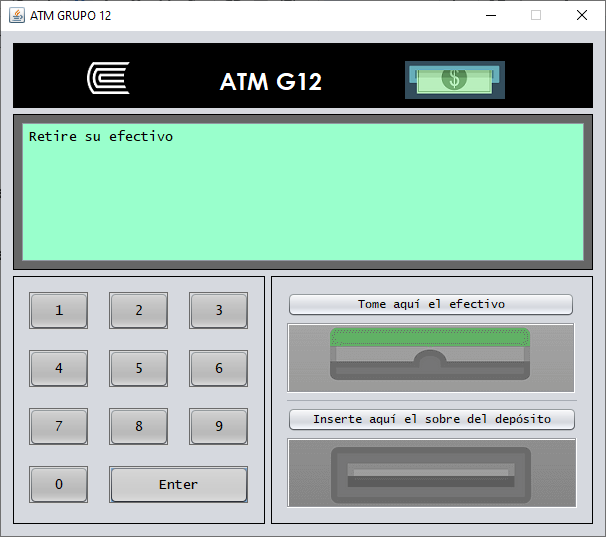 ATM GRUPO 12
ATM G12
$
Retire su efectivo
1 2 3
4 5 6
7 8 9
0 Enter
Tome aquí el efectivo
Inserte aquí el sobre del depósito